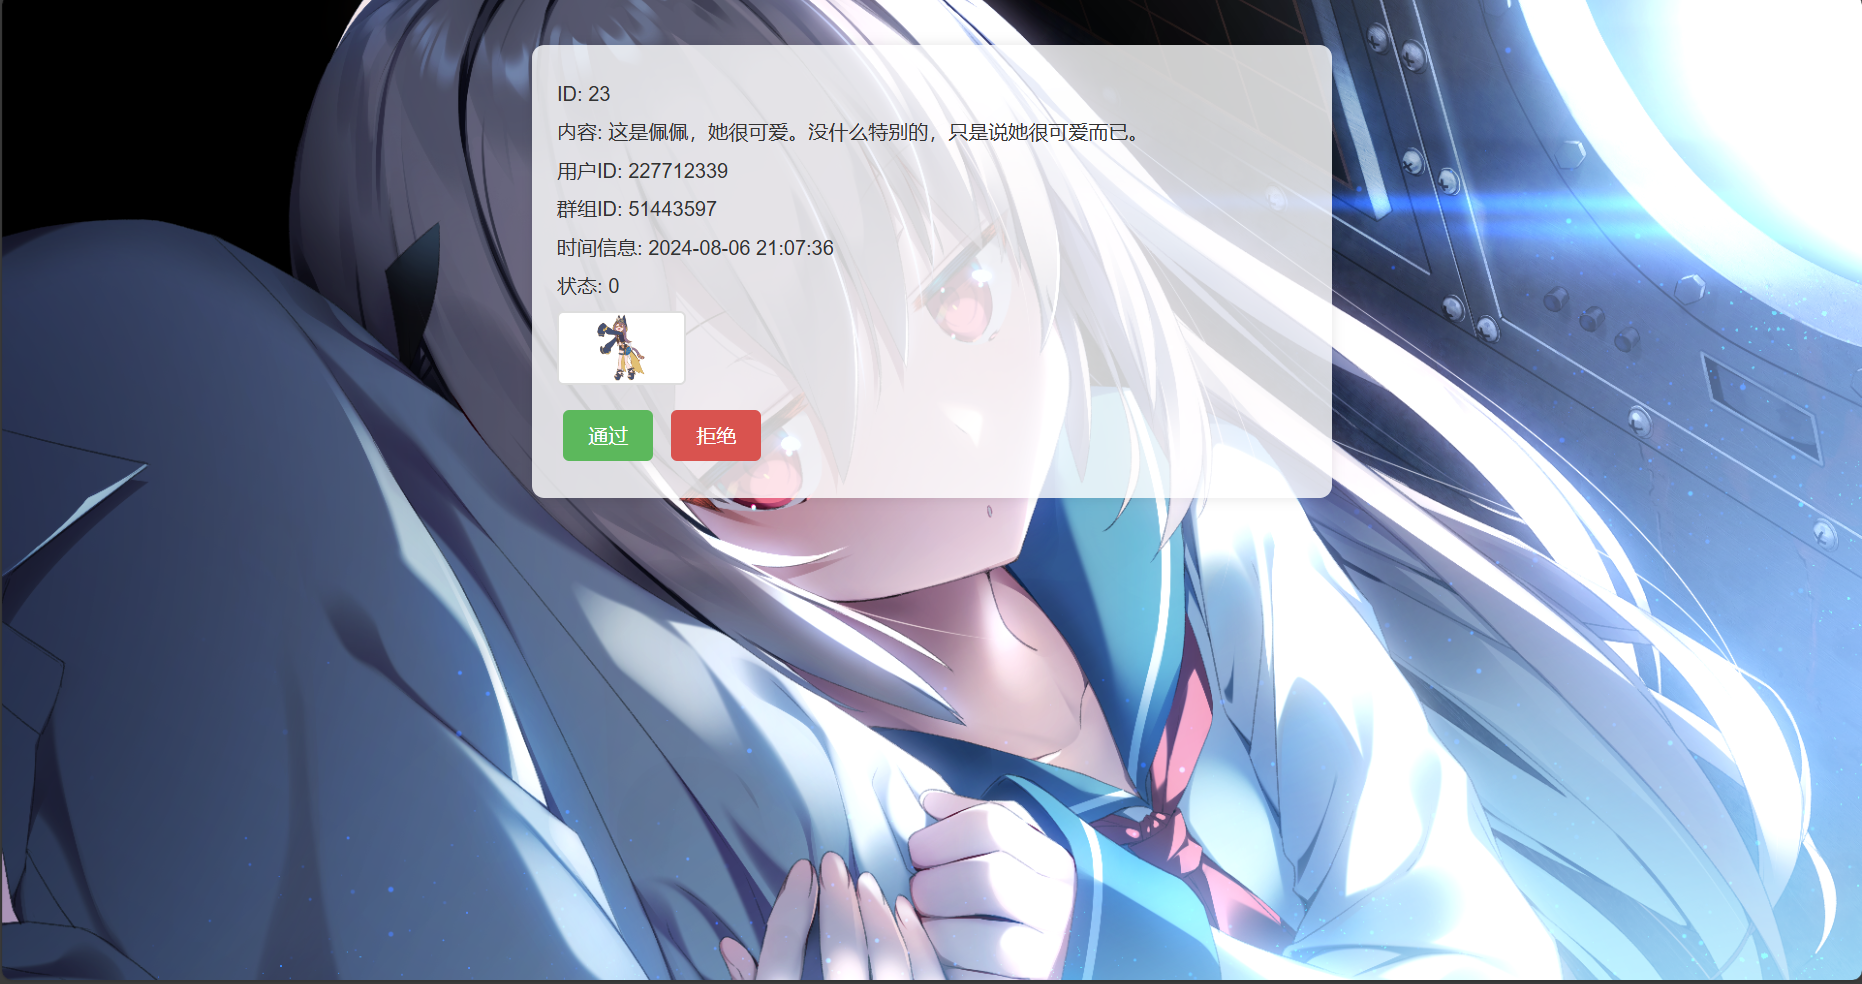 ID: 23
内容: 这是佩佩，她很可爱。没什么特别的，只是说她很可爱而已。
用户ID: 227712339
群组ID: 51443597
时间信息: 2024-08-06 21:07:36
状态: 0
通过 拒绝